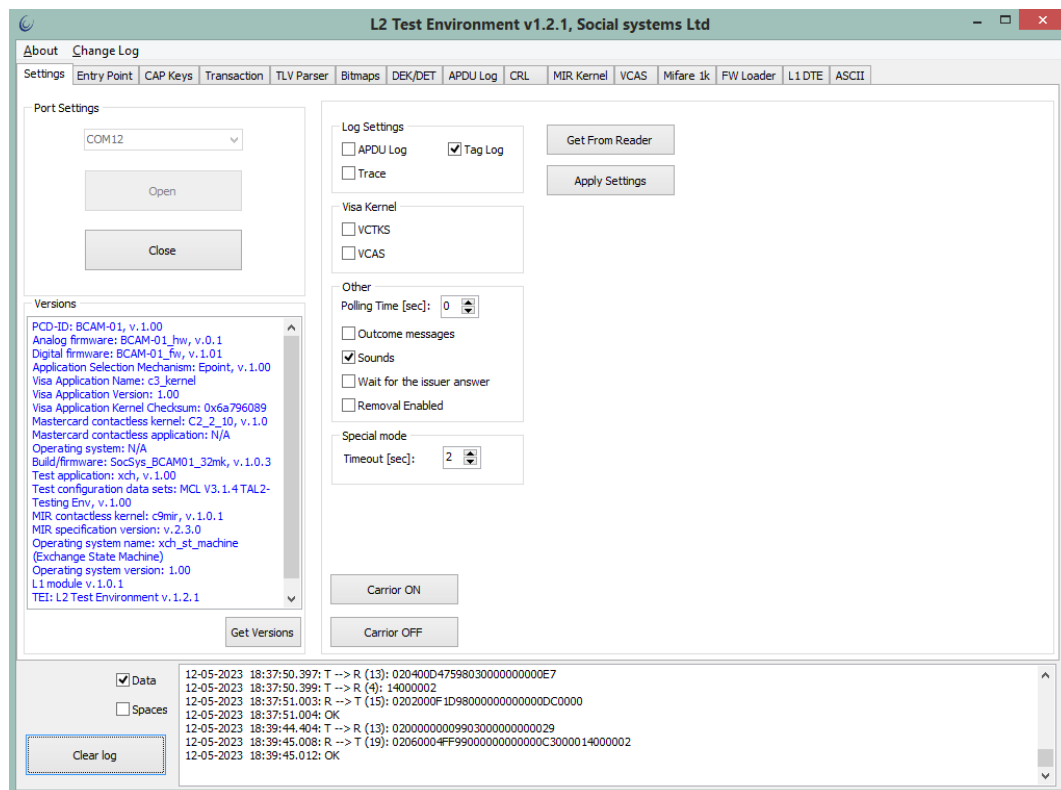 L2 Test Environment v1.2.1, Social systems Ltd
About Change Log
Settings Entry Point CAP Keys Transaction TLV Parser Bitmaps DEK/DET APDU Log CRL MIR Kernel VCAS Mifare 1k FW Loader L1 DTE ASCII
Port Settings
COM12
Open
Close
Versions
PCD-ID: BCAM-01, v.1.00
Analog firmware: BCAM-01_hw, v.0.1
Digital firmware: BCAM-01_fw, v.1.01
Application Selection Mechanism: Epoint, v.1.00
Visa Application Name: c3_kernel
Visa Application Version: 1.00
Visa Application Kernel Checksum: 0x6a796089
Mastercard contactless kernel: C2_2_10, v.1.0
Mastercard contactless application: N/A
Operating system: N/A
Build/firmware: SocSys_BCAM01_32mk, v.1.0.3
Test application: xch, v.1.00
Test configuration data sets: MCL V3.1.4 TAL2-
Testing Env, v.1.00
MIR contactless kernel: c9mir, v.1.0.1
MIR specification version: v.2.3.0
Operating system name: xch_st_machine
(Exchange State Machine)
Operating system version: 1.00
L1 module v.1.0.1
TEI: L2 Test Environment v.1.2.1
Get Versions
Log Settings
APDU Log Tag Log
Trace
Visa Kernel
VCTKS
VCAS
Other
Polling Time [sec]: 0
Outcome messages
Sounds
Wait for the issuer answer
Removal Enabled
Special mode
Timeout [sec]: 2
Get From Reader
Apply Settings
Carrior ON
Carrior OFF
Data
Spaces
Clear log
12-05-2023 18:37:50.397: T --> R (13): 020400D47598030000000000E7
12-05-2023 18:37:50.399: T --> R (4): 14000002
12-05-2023 18:37:51.003: R --> T (15): 0202000F1D98000000000000DC0000
12-05-2023 18:37:51.004: OK
12-05-2023 18:39:44.404: T --> R (13): 02000000009903000000000029
12-05-2023 18:39:45.008: R --> T (19): 02060004FF99000000000000C3000014000002
12-05-2023 18:39:45.012: OK